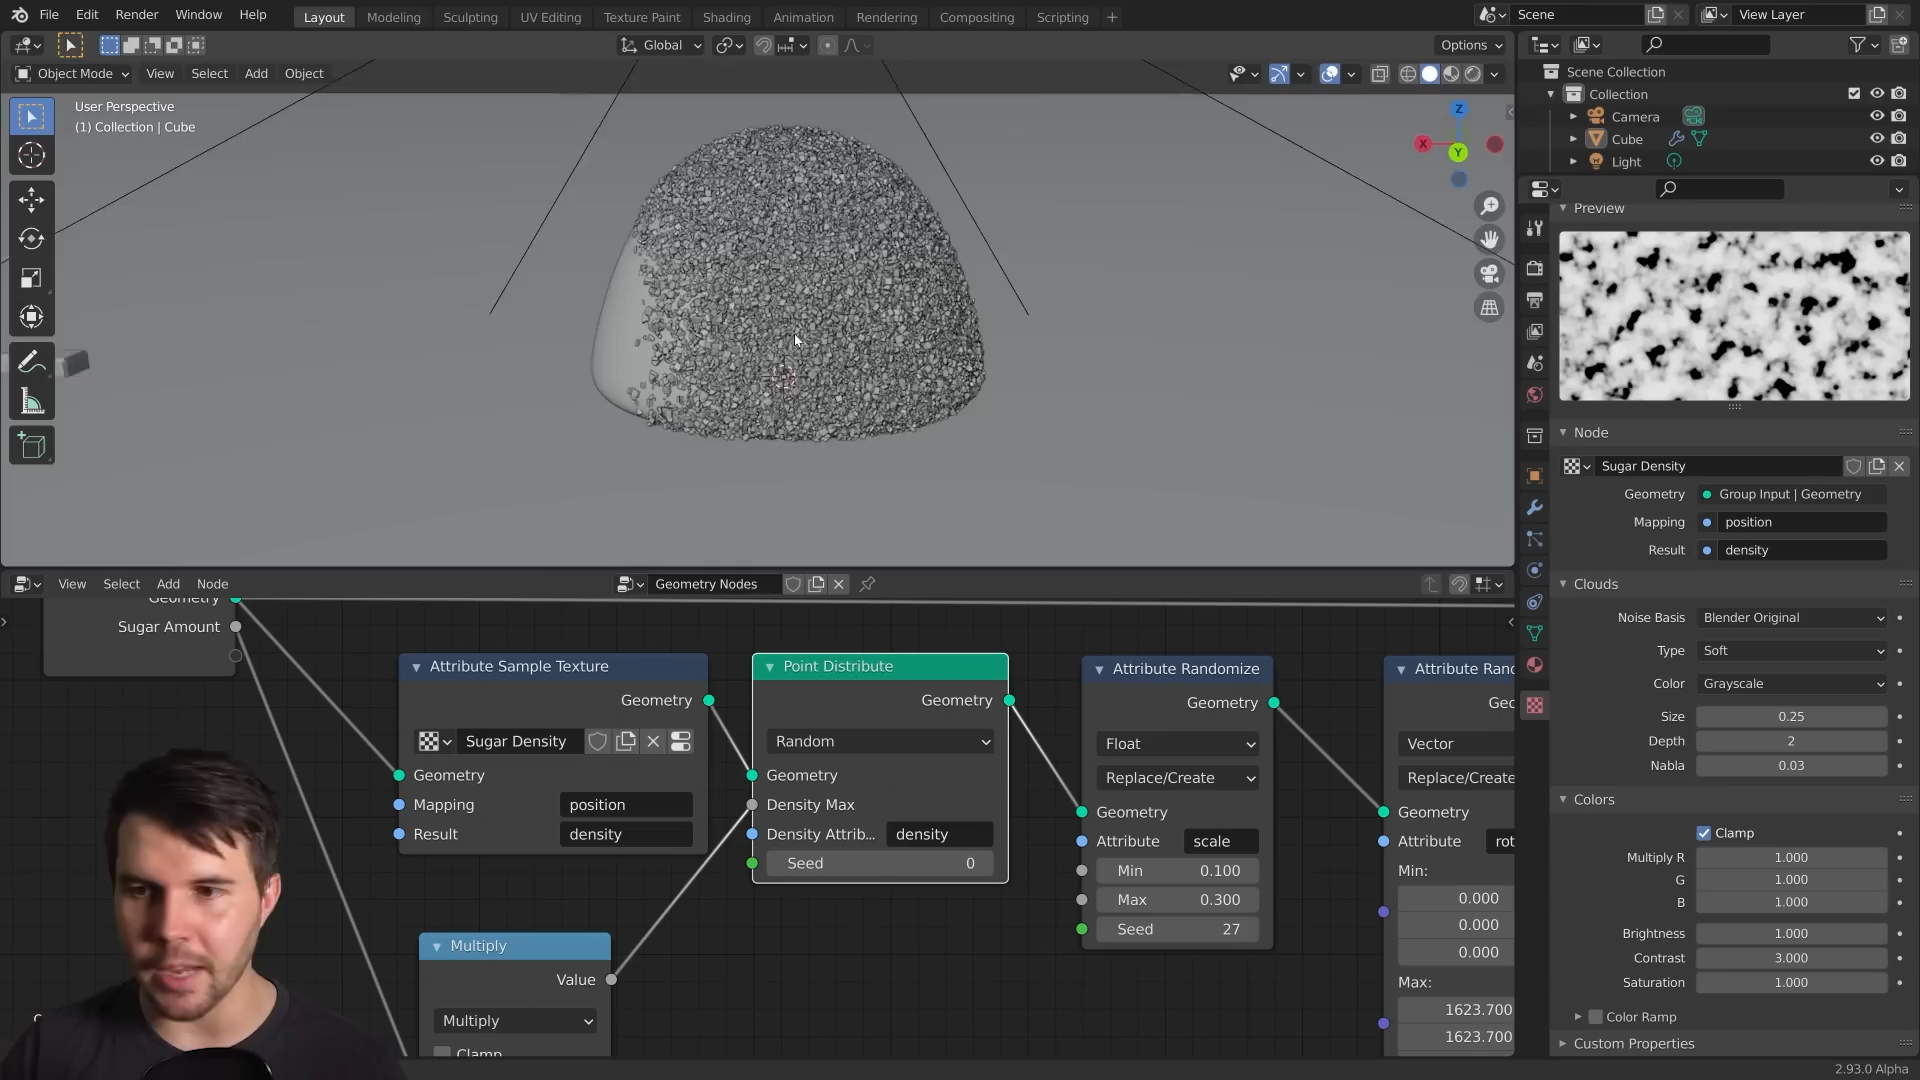 File Edit Render Window Help
Layout Modeling Sculpting UV Editing Texture Paint Shading Animation Rendering Compositing Scripting +
Scene
View Layer
Global
Options
Object Mode View Select Add Object
User Perspective
(1) Collection | Cube
Z
X
Y
Scene Collection
Collection
Camera
Cube
Light
Preview
Node
Sugar Density
Geometry Group Input | Geometry
Mapping position
Result density
Clouds
Noise Basis Blender Original
Type Soft
Color Grayscale
Size 0.25
Depth 2
Nabla 0.03
Colors
Clamp
Multiply R 1.000
G 1.000
B 1.000
Brightness 1.000
Contrast 3.000
Saturation 1.000
Color Ramp
Custom Properties
2.93.0 Alpha
View Select Add Node
Geometry Nodes
Geometry
Sugar Amount
Attribute Sample Texture
Geometry
Sugar Density
Geometry
Mapping position
Result density
Point Distribute
Geometry
Random
Geometry
Density Max
Density Attrib... density
Seed 0
Attribute Randomize
Geometry
Float
Replace/Create
Geometry
Attribute scale
Min 0.100
Max 0.300
Seed 27
Attribute Ranc
Geo
Vector
Replace/Create
Geometry
Attribute rot
Min:
0.000
0.000
0.000
Max:
1623.700
1623.700
Multiply
Value
Multiply
Clamp